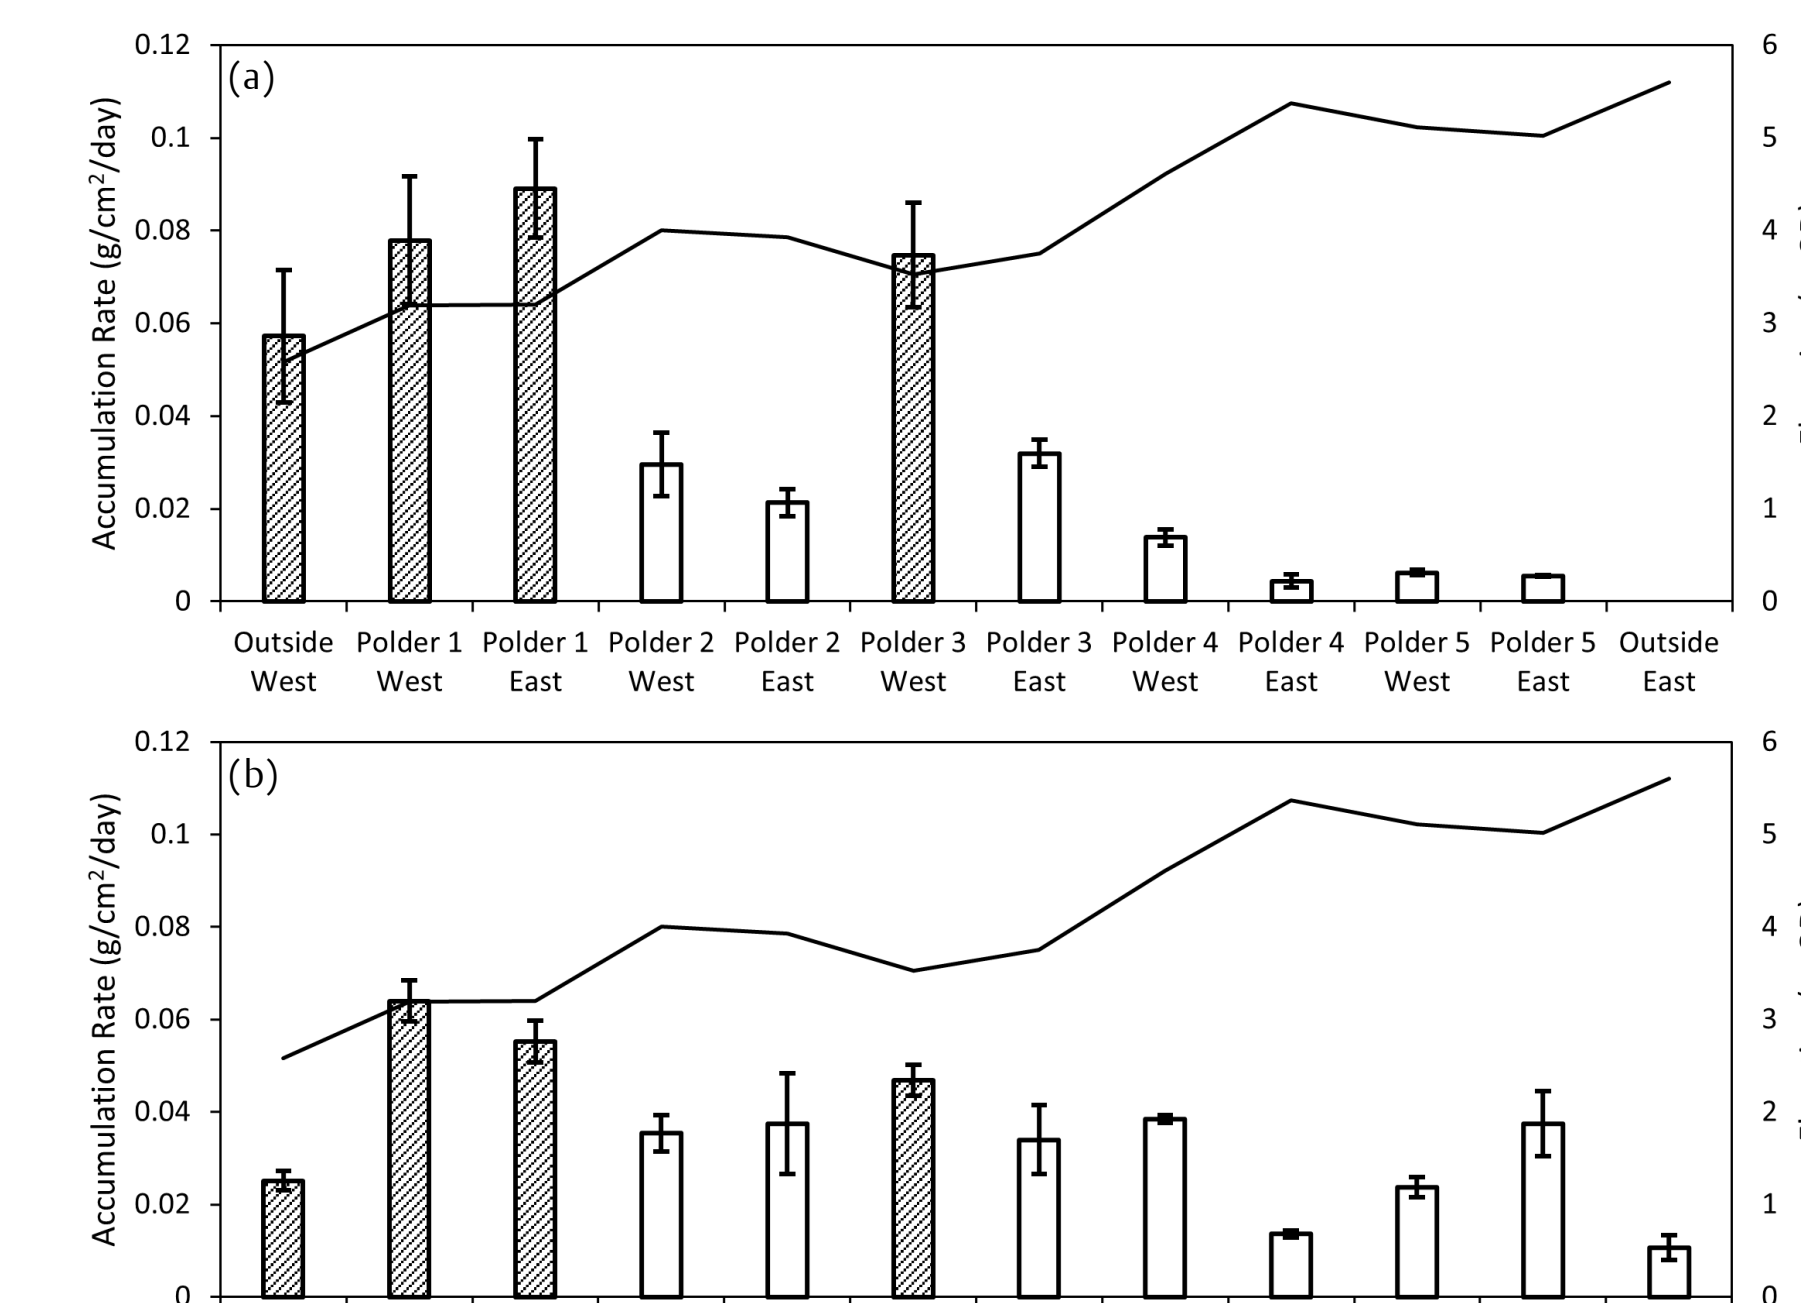 (a)
Accumulation Rate (g/cm²/day)
0.12
0.1
0.08
0.06
0.04
0.02
0
6
5
4
3
2
1
0
Outside West
Polder 1 West
Polder 1 East
Polder 2 West
Polder 2 East
Polder 3 West
Polder 3 East
Polder 4 West
Polder 4 East
Polder 5 West
Polder 5 East
Outside East
(b)
Accumulation Rate (g/cm²/day)
0.12
0.1
0.08
0.06
0.04
0.02
0
6
5
4
3
2
1
0